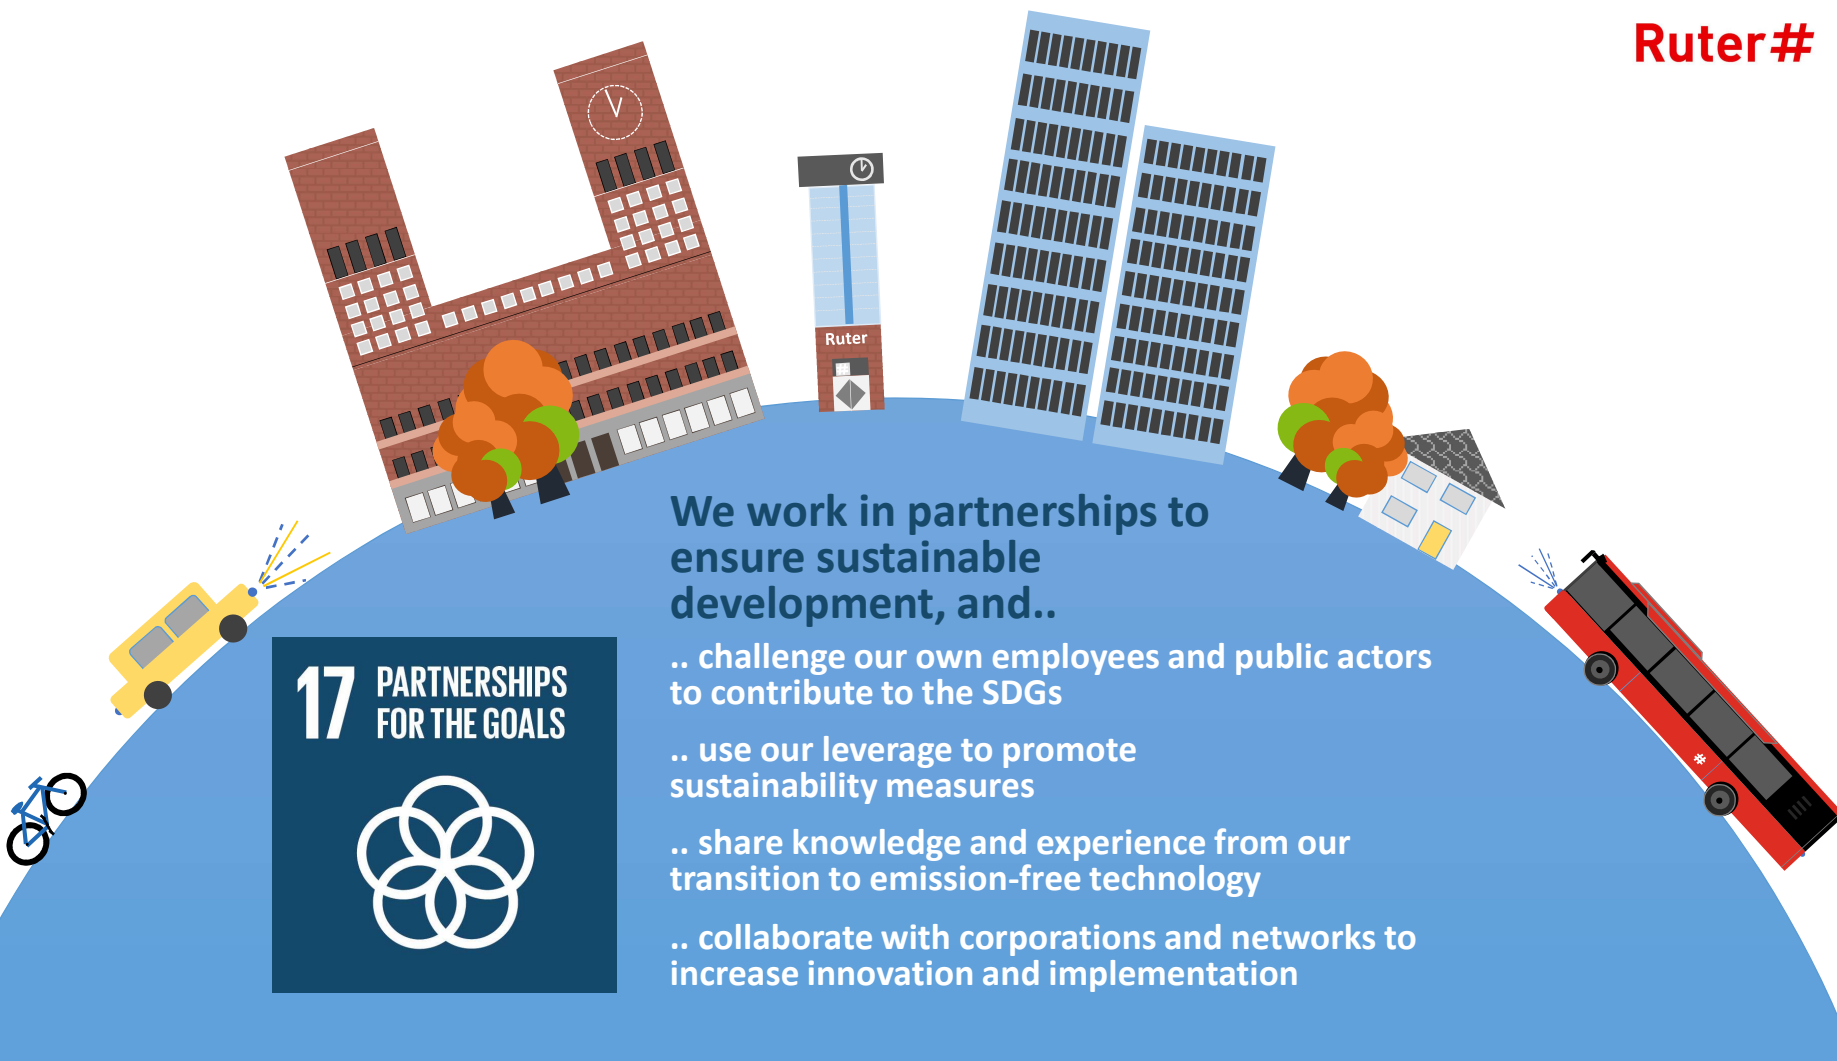 Ruter#
Ruter
#
We work in partnerships to
ensure sustainable
development, and..
17 PARTNERSHIPS
FOR THE GOALS
.. challenge our own employees and public actors
to contribute to the SDGs
.. use our leverage to promote
sustainability measures
.. share knowledge and experience from our
transition to emission-free technology
.. collaborate with corporations and networks to
increase innovation and implementation
#